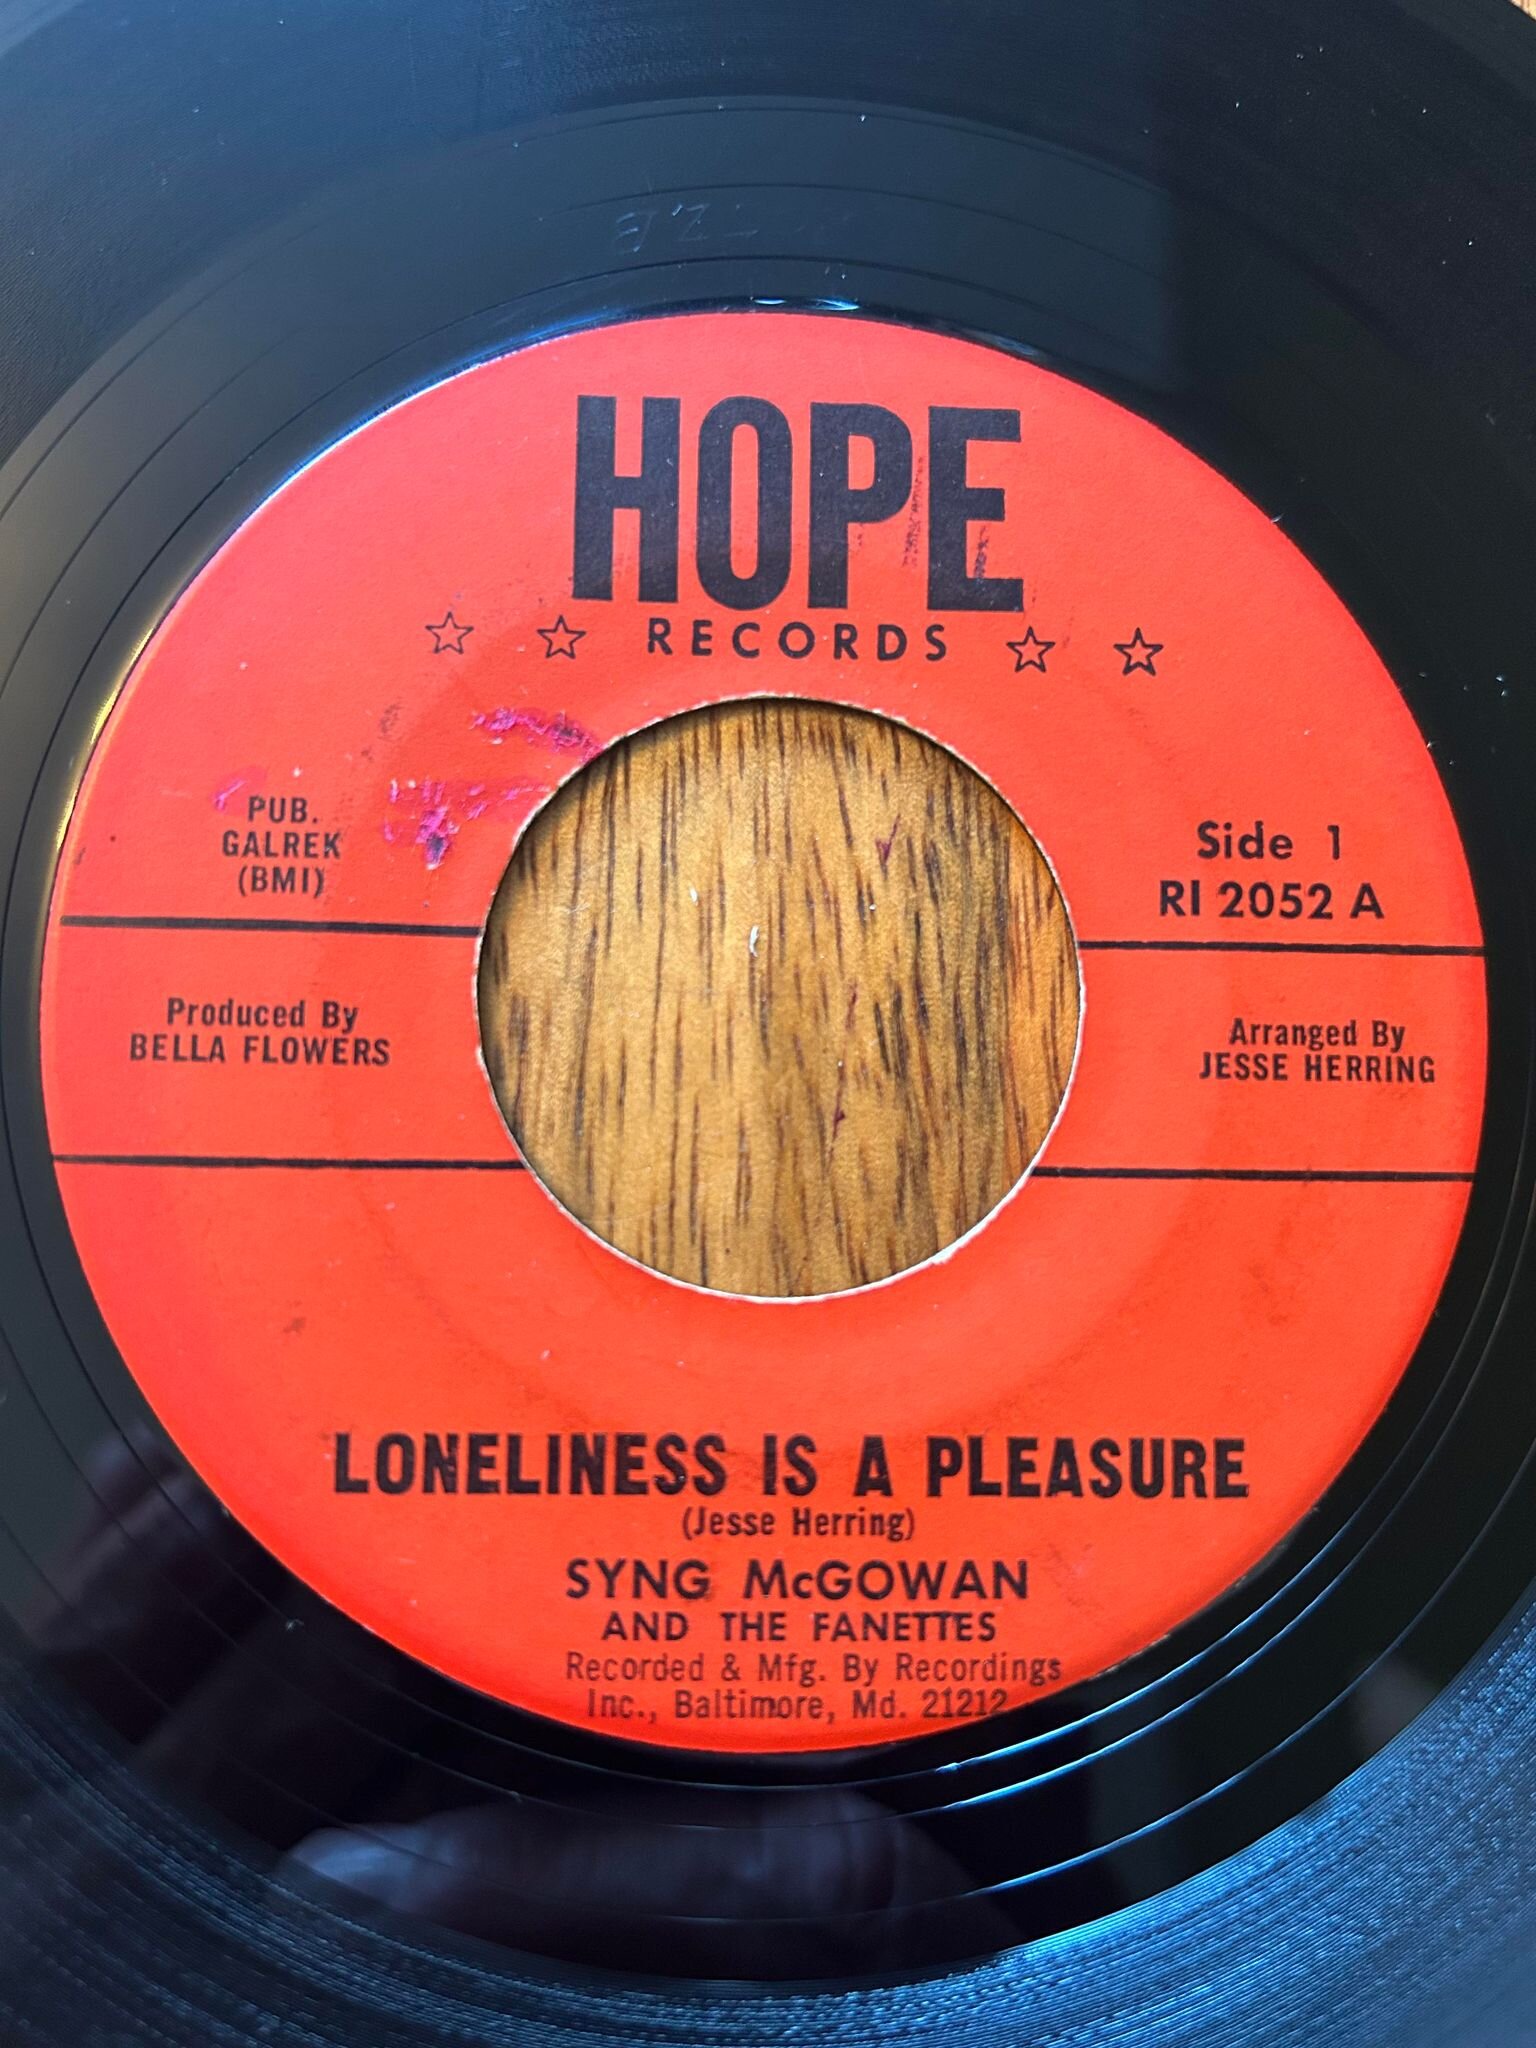 HOPE
RECORDS
PUB.
GALREK
(BMI)
Side 1
RI 2052 A
Produced By
BELLA FLOWERS
Arranged By
JESSE HERRING
LONELINESS IS A PLEASURE
(Jesse Herring)
SYNG McGOWAN
AND THE FANETTES
Recorded & Mfg. By Recordings
Inc., Baltimore, Md. 21212